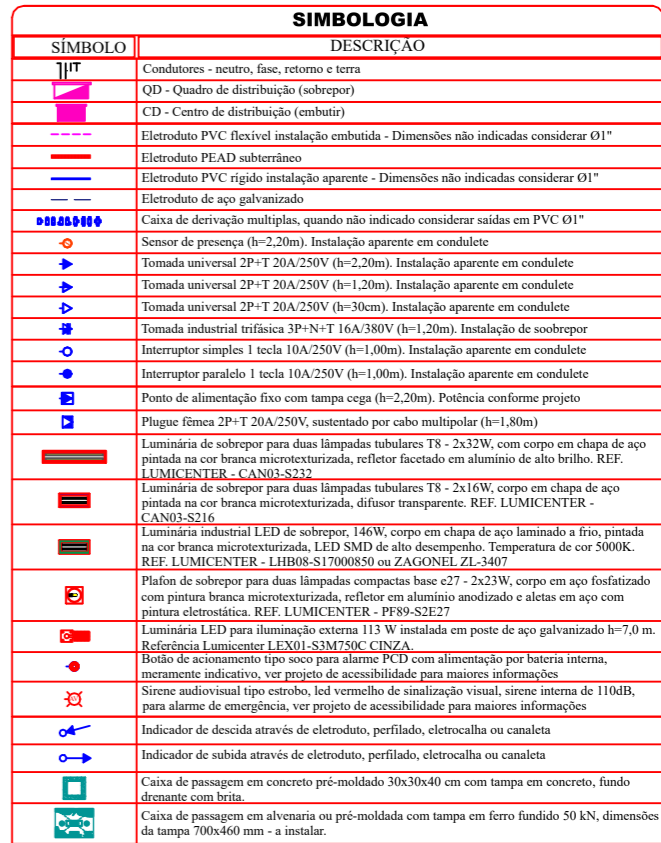 SIMBOLOGIA
SÍMBOLO DESCRIÇÃO
Condutores - neutro, fase, retorno e terra
QD - Quadro de distribuição (sobrepor)
CD - Centro de distribuição (embutir)
Eletroduto PVC flexível instalação embutida - Dimensões não indicadas considerar Ø1"
Eletroduto PEAD subterrâneo
Eletroduto PVC rígido instalação aparente - Dimensões não indicadas considerar Ø1"
Eletroduto de aço galvanizado
Caixa de derivação multiplas, quando não indicado considerar saídas em PVC Ø1"
Sensor de presença (h=2,20m). Instalação aparente em condulete
Tomada universal 2P+T 20A/250V (h=2,20m). Instalação aparente em condulete
Tomada universal 2P+T 20A/250V (h=1,20m). Instalação aparente em condulete
Tomada universal 2P+T 20A/250V (h=30cm). Instalação aparente em condulete
Tomada industrial trifásica 3P+N+T 16A/380V (h=1,20m). Instalação de soobrepor
Interruptor simples 1 tecla 10A/250V (h=1,00m). Instalação aparente em condulete
Interruptor paralelo 1 tecla 10A/250V (h=1,00m). Instalação aparente em condulete
Ponto de alimentação fixo com tampa cega (h=2,20m). Potência conforme projeto
Plugue fêmea 2P+T 20A/250V, sustentado por cabo multipolar (h=1,80m)
Luminária de sobrepor para duas lâmpadas tubulares T8 - 2x32W, com corpo em chapa de aço
pintada na cor branca microtexturizada, refletor facetado em alumínio de alto brilho. REF.
LUMICENTER - CAN03-S232
Luminária de sobrepor para duas lâmpadas tubulares T8 - 2x16W, corpo em chapa de aço
pintada na cor branca microtexturizada, difusor transparente. REF. LUMICENTER -
CAN03-S216
Luminária industrial LED de sobrepor, 146W, corpo em chapa de aço laminado a frio, pintada
na cor branca microtexturizada, LED SMD de alto desempenho. Temperatura de cor 5000K.
REF. LUMICENTER - LHB08-S17000850 ou ZAGONEL ZL-3407
Plafon de sobrepor para duas lâmpadas compactas base e27 - 2x23W, corpo em aço fosfatizado
com pintura branca microtexturizada, refletor em alumínio anodizado e aletas em aço com
pintura eletrostática. REF. LUMICENTER - PF89-S2E27
Luminária LED para iluminação externa 113 W instalada em poste de aço galvanizado h=7,0 m.
Referência Lumicenter LEX01-S3M750C CINZA.
Botão de acionamento tipo soco para alarme PCD com alimentação por bateria interna,
meramente indicativo, ver projeto de acessibilidade para maiores informações
Sirene audiovisual tipo estrobo, led vermelho de sinalização visual, sirene interna de 110dB,
para alarme de emergência, ver projeto de acessibilidade para maiores informações
Indicador de descida através de eletroduto, perfilado, eletrocalha ou canaleta
Indicador de subida através de eletroduto, perfilado, eletrocalha ou canaleta
Caixa de passagem em concreto pré-moldado 30x30x40 cm com tampa em concreto, fundo
drenante com brita.
Caixa de passagem em alvenaria ou pré-moldada com tampa em ferro fundido 50 kN, dimensões
da tampa 700x460 mm - a instalar.